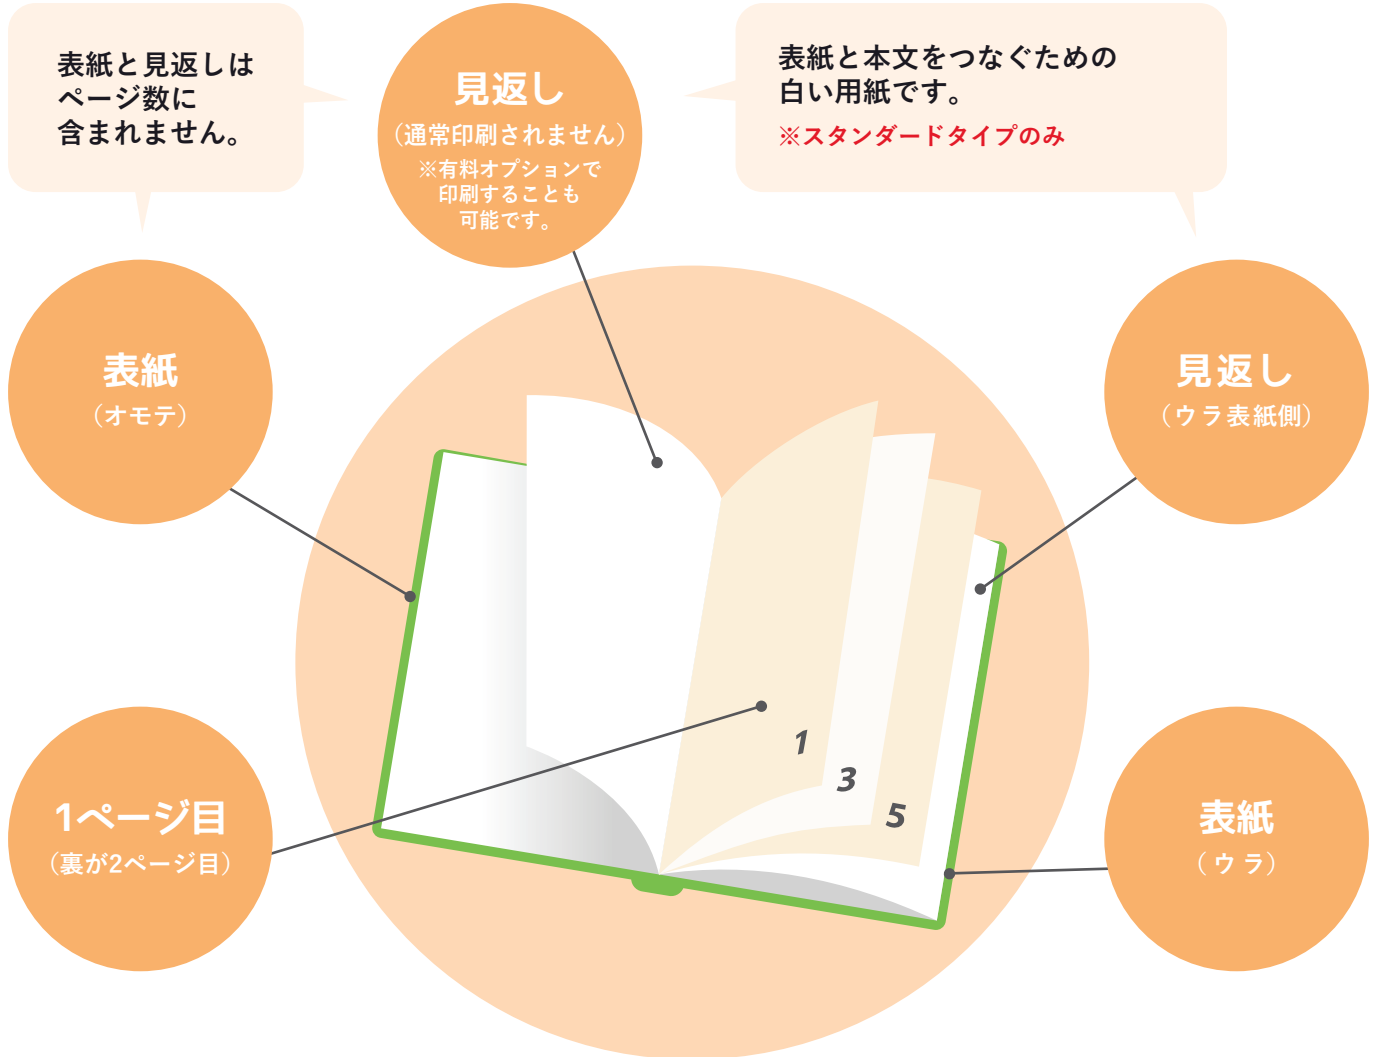 表紙と見返しは
ページ数に
含まれません。
見返し
（通常印刷されません）
※有料オプションで
印刷することも
可能です。
表紙と本文をつなぐための
白い用紙です。
※スタンダードタイプのみ
表紙
（オモテ）
見返し
（ウラ表紙側）
1
3
5
1ページ目
（裏が2ページ目）
表紙
（ウラ）